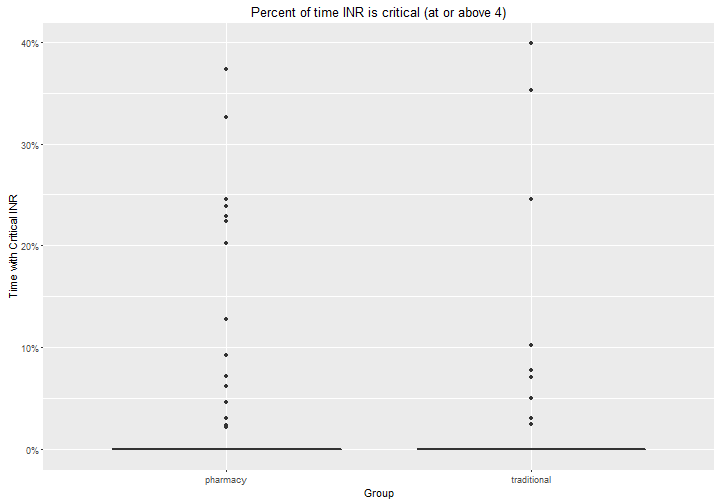 Percent of time INR is critical (at or above 4)
40%
30%
20%
10%
0%
Time with Critical INR
pharmacy
traditional
Group